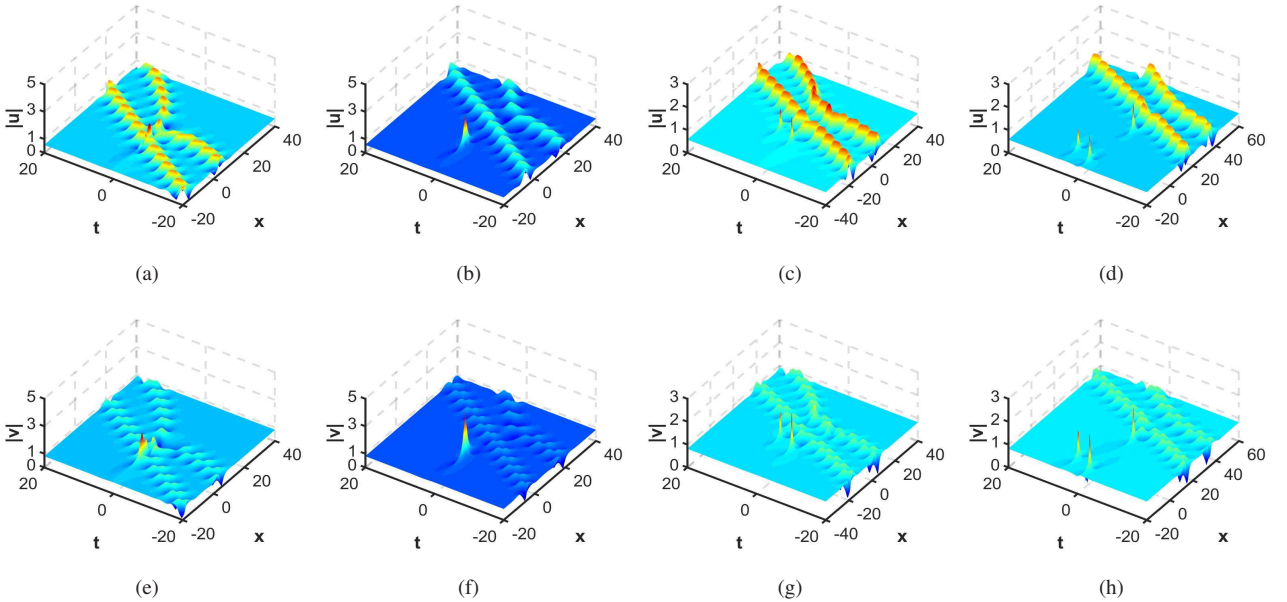 5 3 1 0 |u| 20 0 -20 t -20 0 20 40 x
5 3 1 0 |u| 20 0 -20 t -20 0 20 40 x
3 2 1 0 |u| 20 0 -20 t -40 -20 0 20 40 x
3 2 1 0 |u| 20 0 -20 t -20 0 20 40 60 x
(a) (b) (c) (d)
5 3 1 0 |v| 20 0 -20 t -20 0 20 40 x
5 3 1 0 |v| 20 0 -20 t -20 0 20 40 x
3 2 1 0 |v| 20 0 -20 t -40 -20 0 20 40 x
3 2 1 0 |v| 20 0 -20 t -20 0 20 40 60 x
(e) (f) (g) (h)